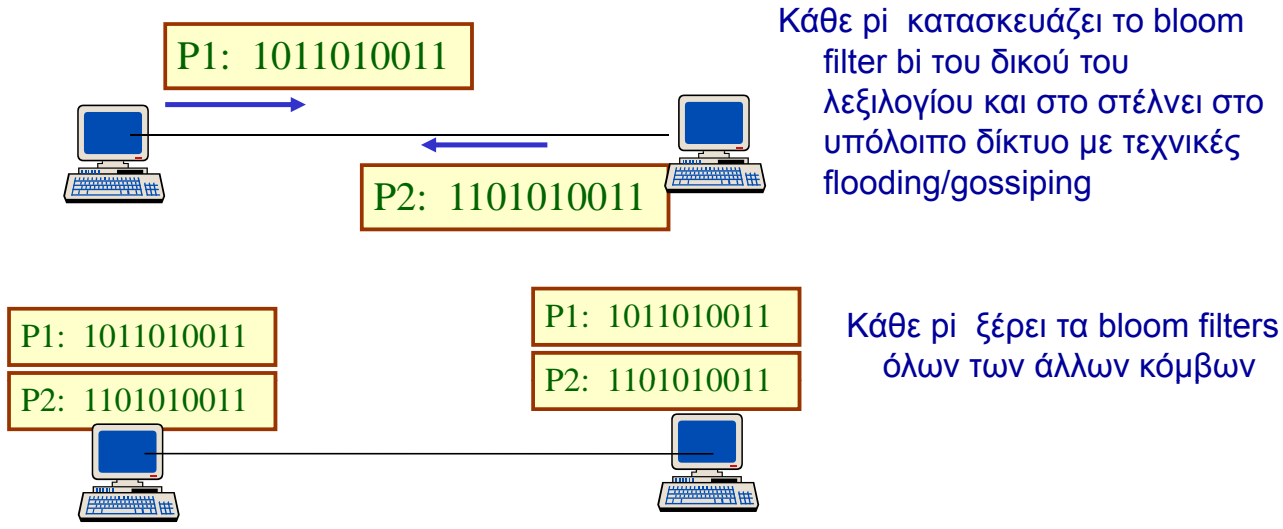 P1: 1011010011
P2: 1101010011
Κάθε pi κατασκευάζει το bloom
filter bi του δικού του
λεξιλογίου και στο στέλνει στο
υπόλοιπο δίκτυο με τεχνικές
flooding/gossiping
P1: 1011010011
P2: 1101010011
P1: 1011010011
P2: 1101010011
Κάθε pi ξέρει τα bloom filters
όλων των άλλων κόμβων